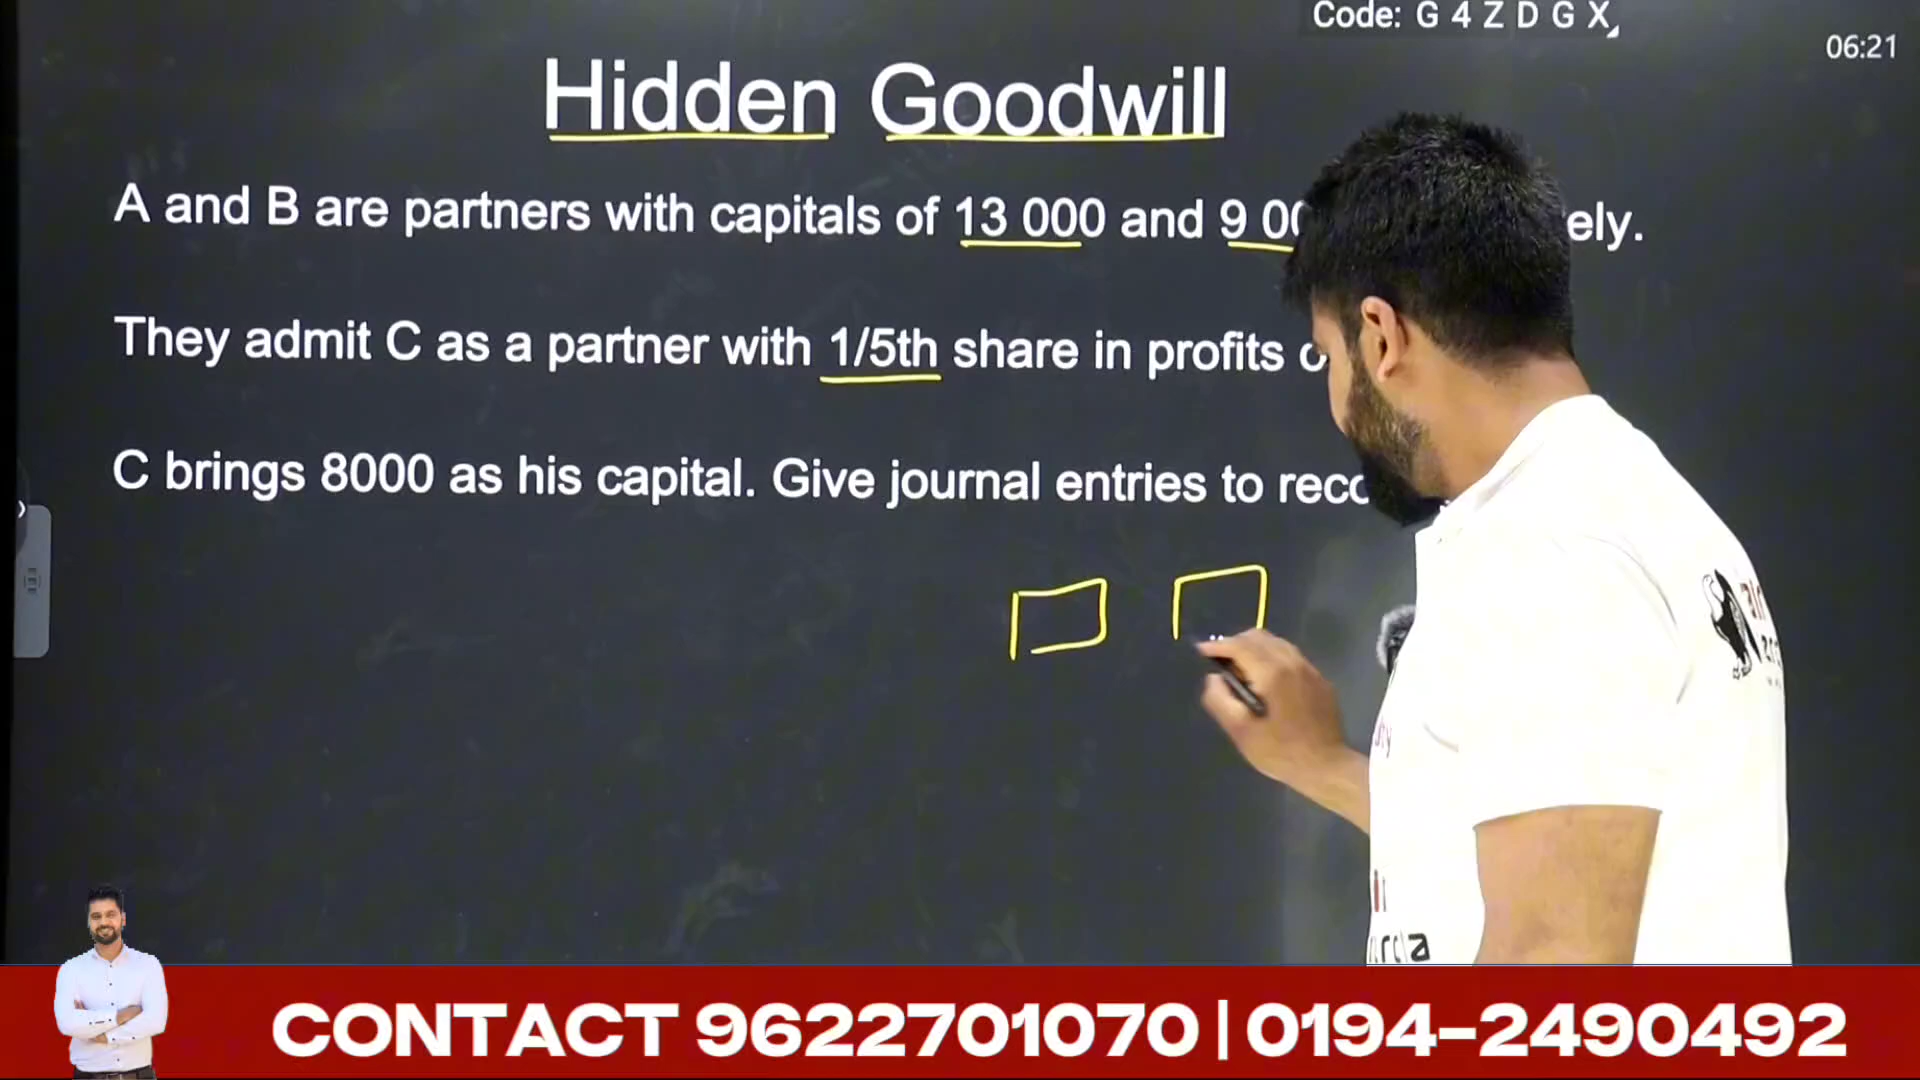 Code: G 4 Z D G X
06:21
Hidden Goodwill
A and B are partners with capitals of 13 000 and 9 00 ely.
They admit C as a partner with 1/5th share in profits o
C brings 8000 as his capital. Give journal entries to reco
CONTACT 9622701070 | 0194-2490492